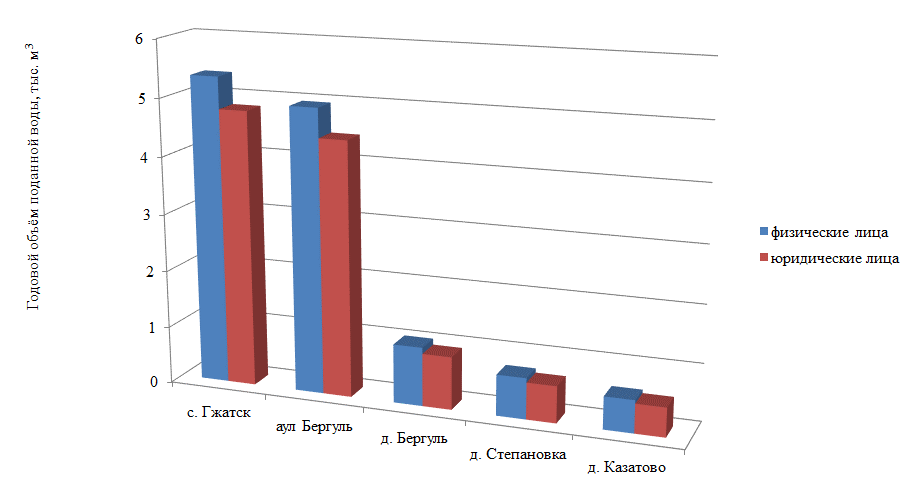 Годовой объём поданной воды, тыс. м³
6
5
4
3
2
1
0
с. Гжатск
аул Бергуль
д. Бергуль
д. Степановка
д. Казатово
физические лица
юридические лица